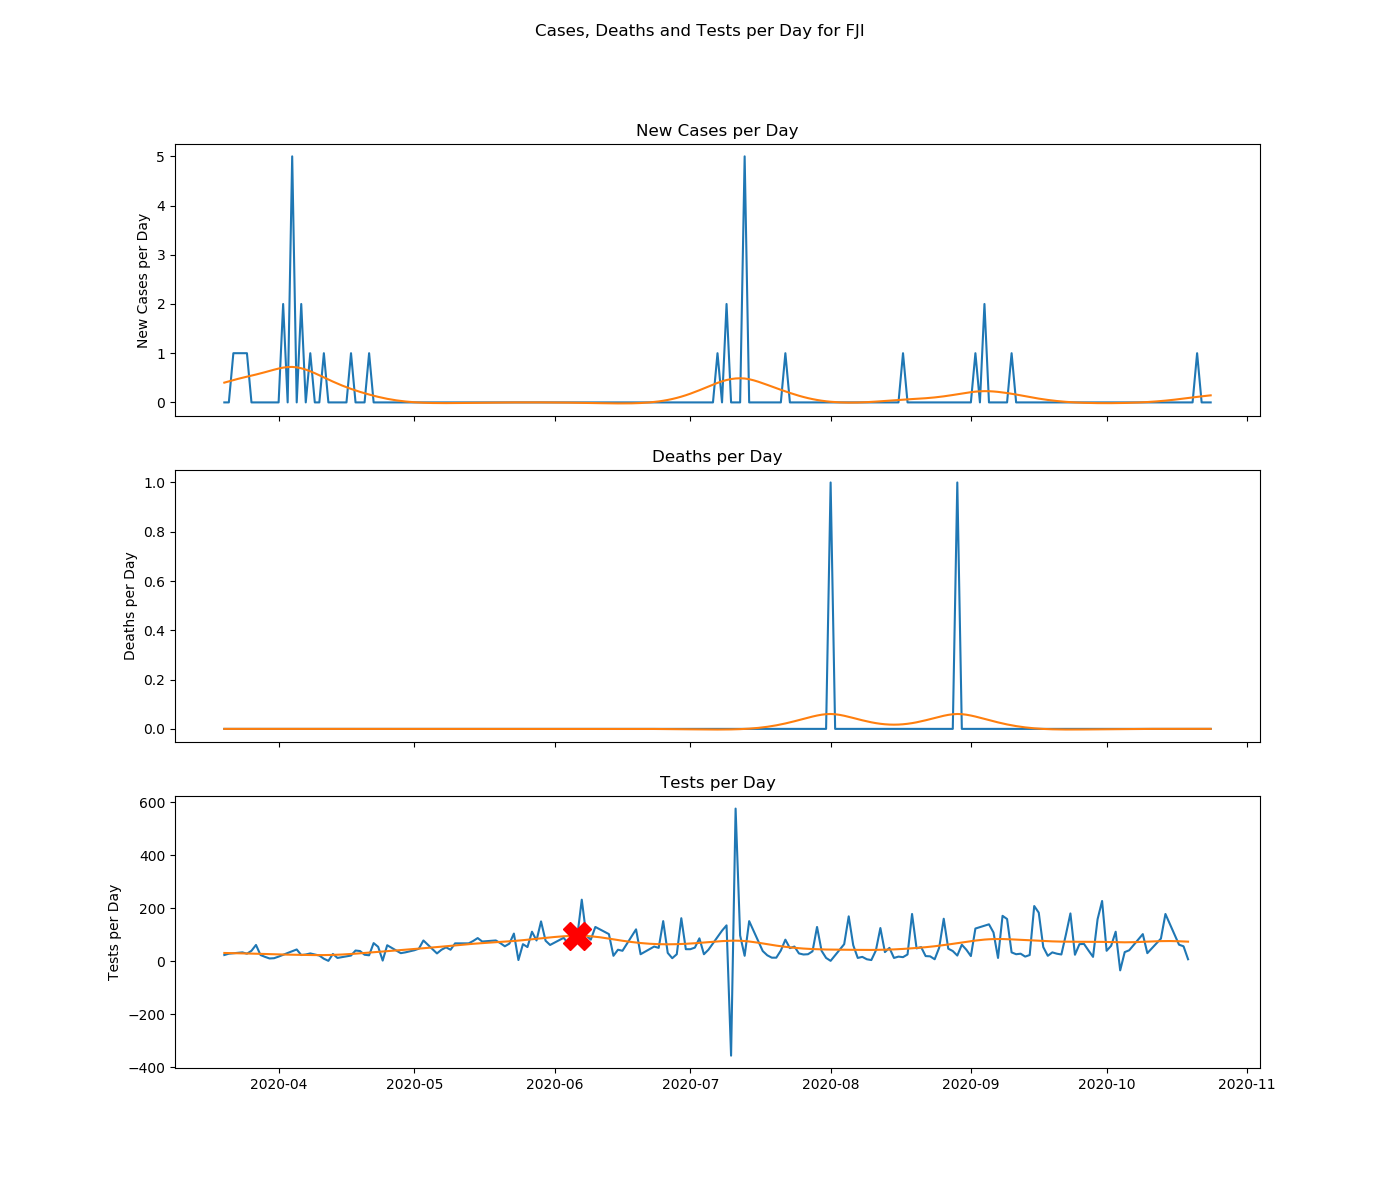 Cases, Deaths and Tests per Day for FJI
New Cases per Day
New Cases per Day
5
4
3
2
1
0
Deaths per Day
Deaths per Day
1.0
0.8
0.6
0.4
0.2
0.0
Tests per Day
Tests per Day
600
400
200
0
−200
−400
2020-04 2020-05 2020-06 2020-07 2020-08 2020-09 2020-10 2020-11